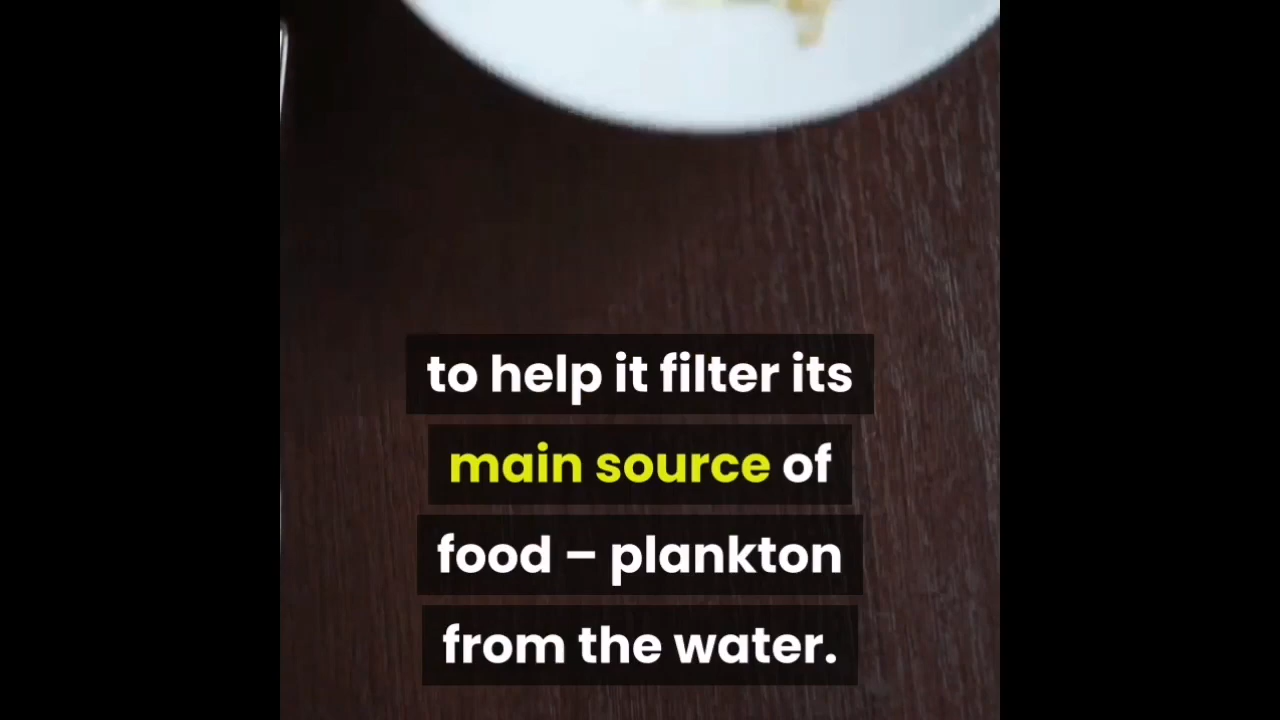 to help it filter its
main source of
food – plankton
from the water.